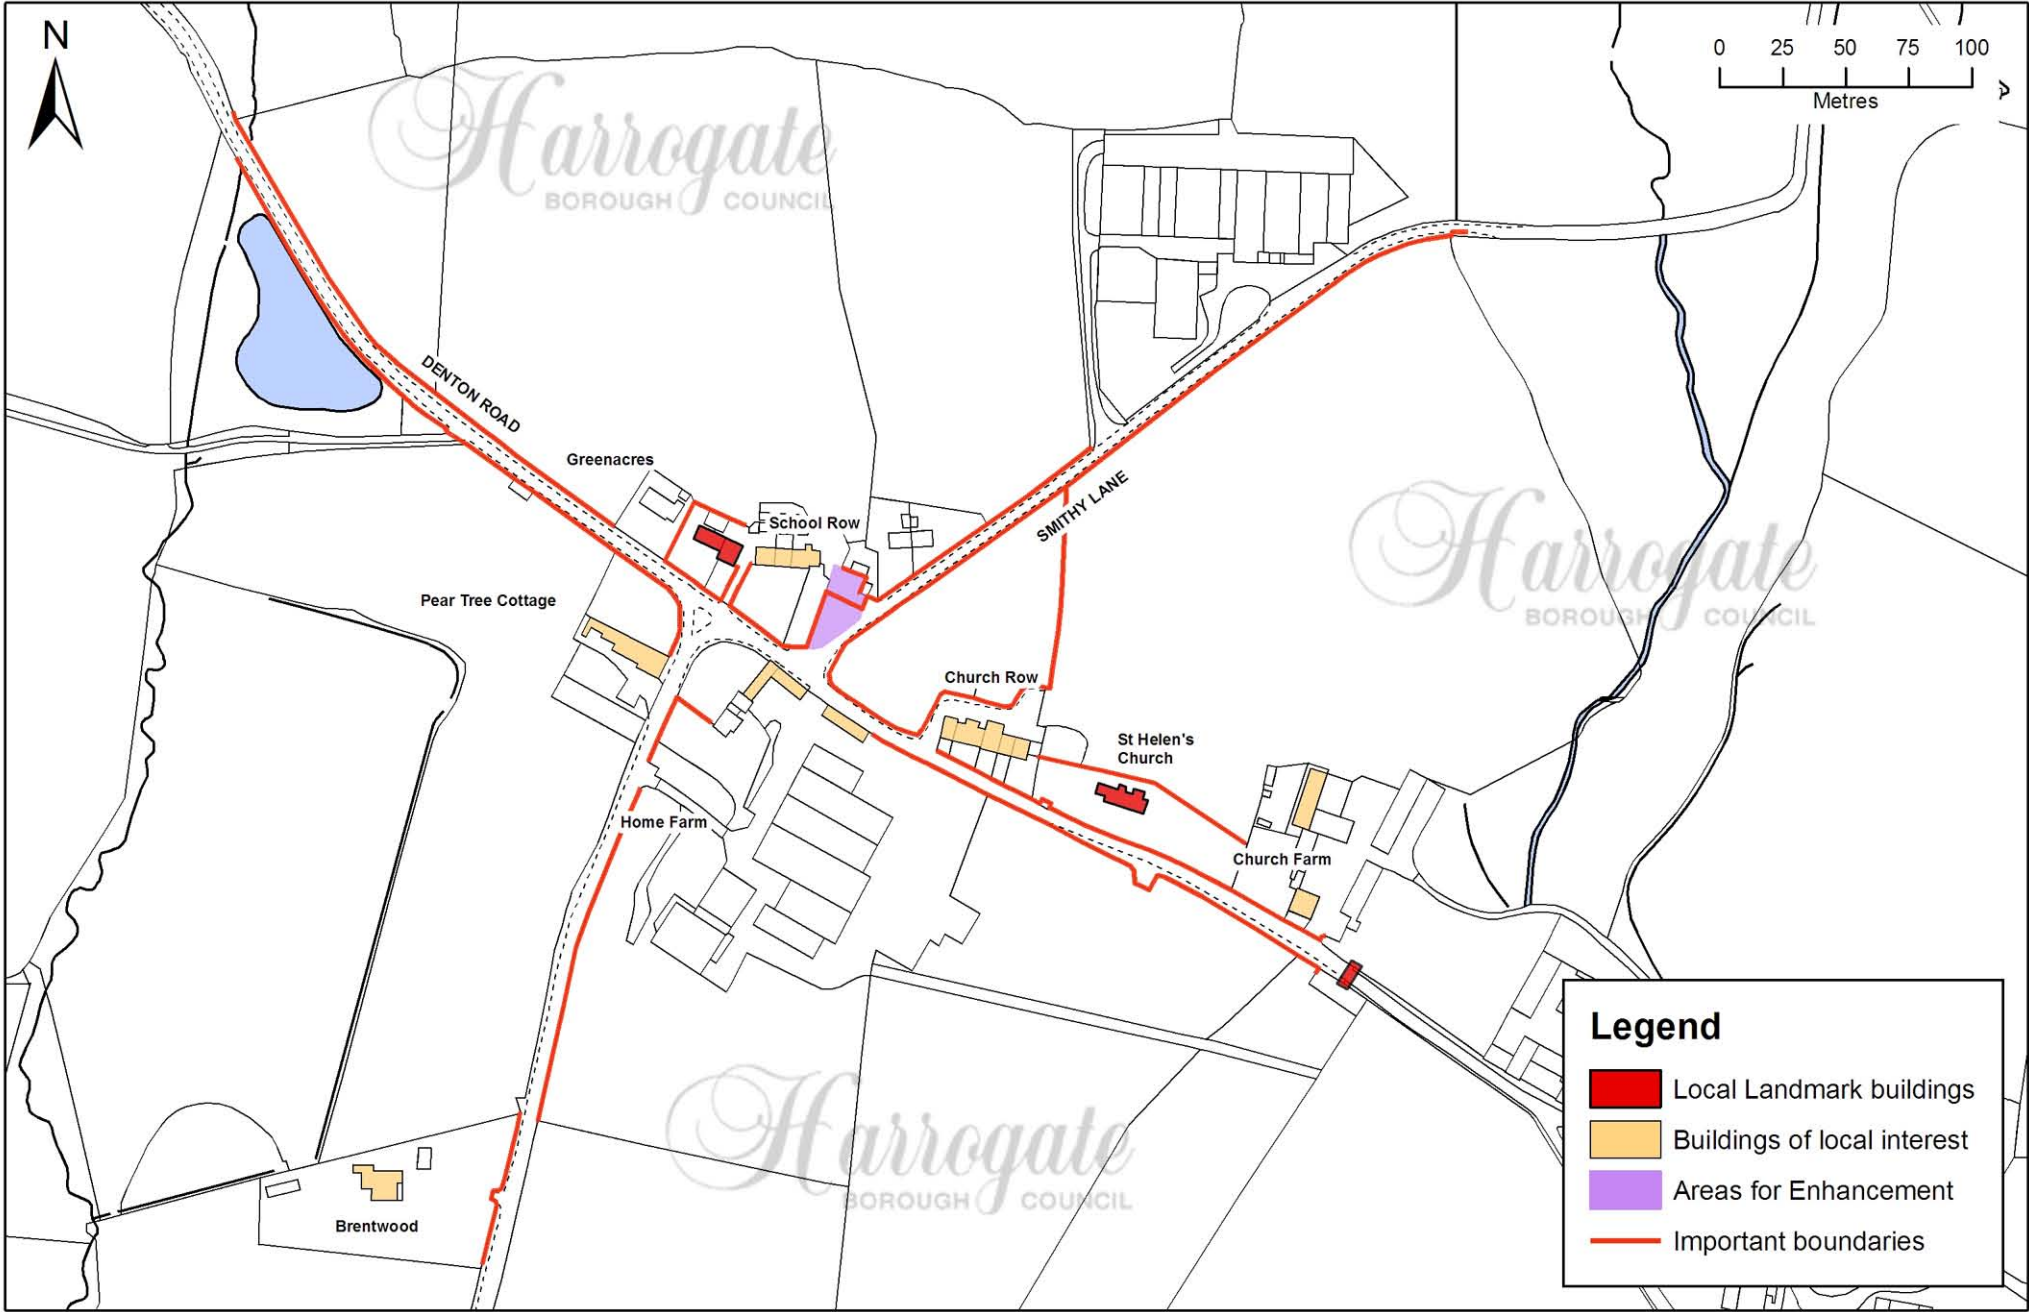 N
0 25 50 75 100
Metres
Harrogate
BOROUGH COUNCIL
DENTON ROAD
Greenacres
School Row
SMITHY LANE
Harrogate
BOROUGH COUNCIL
Pear Tree Cottage
Church Row
St Helen's
Church
Home Farm
Church Farm
Harrogate
BOROUGH COUNCIL
Brentwood
Legend
Local Landmark buildings
Buildings of local interest
Areas for Enhancement
Important boundaries